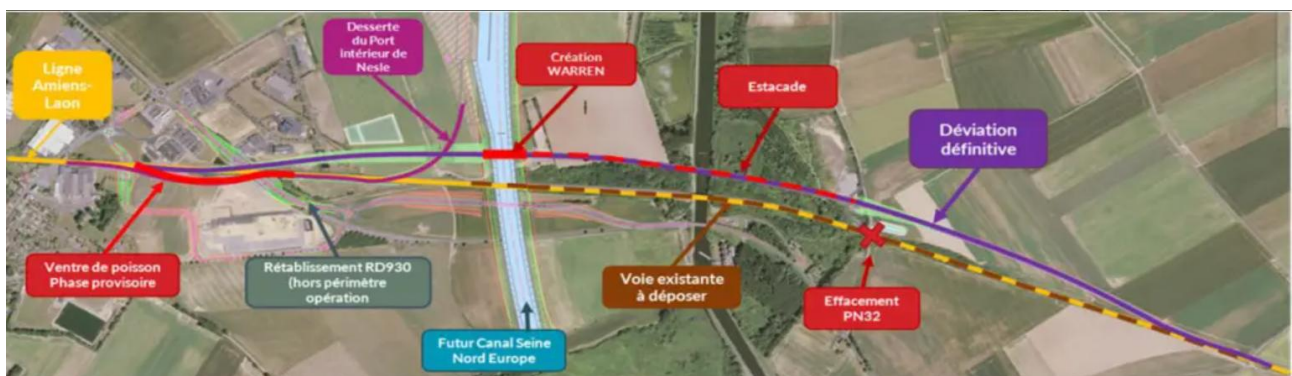 Ligne
Amiens-
Laon
Desserte
du Port
intérieur de
Nesle
Création
WARREN
Estacade
Déviation
définitive
Ventre de poisson
Phase provisoire
Rétablissement RD930
(hors périmètre
opération
Futur Canal Seine
Nord Europe
Voie existante
à déposer
Effacement
PN32